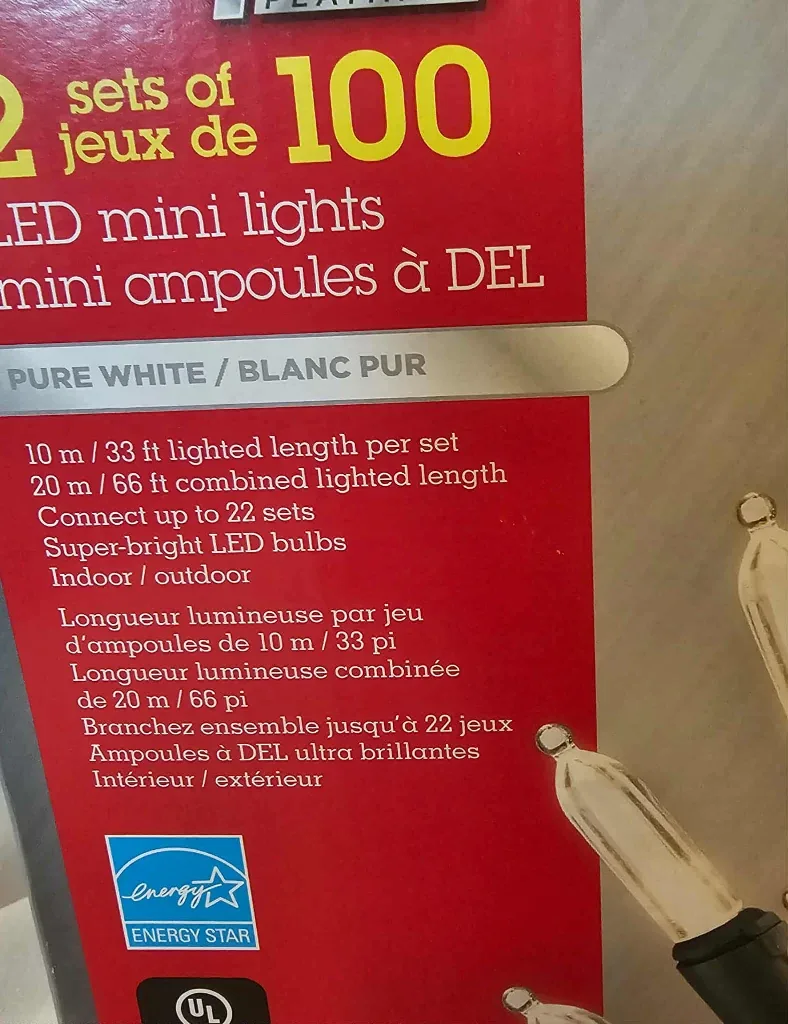 2 sets of 100
jeux de
LED mini lights
mini ampoules à DEL
PURE WHITE / BLANC PUR
10 m / 33 ft lighted length per set
20 m / 66 ft combined lighted length
Connect up to 22 sets
Super-bright LED bulbs
Indoor / outdoor
Longueur lumineuse par jeu
d'ampoules de 10 m / 33 pi
Longueur lumineuse combinée
de 20 m / 66 pi
Branchez ensemble jusqu'à 22 jeux
Ampoules à DEL ultra brillantes
Intérieur / extérieur
energy
ENERGY STAR
UL